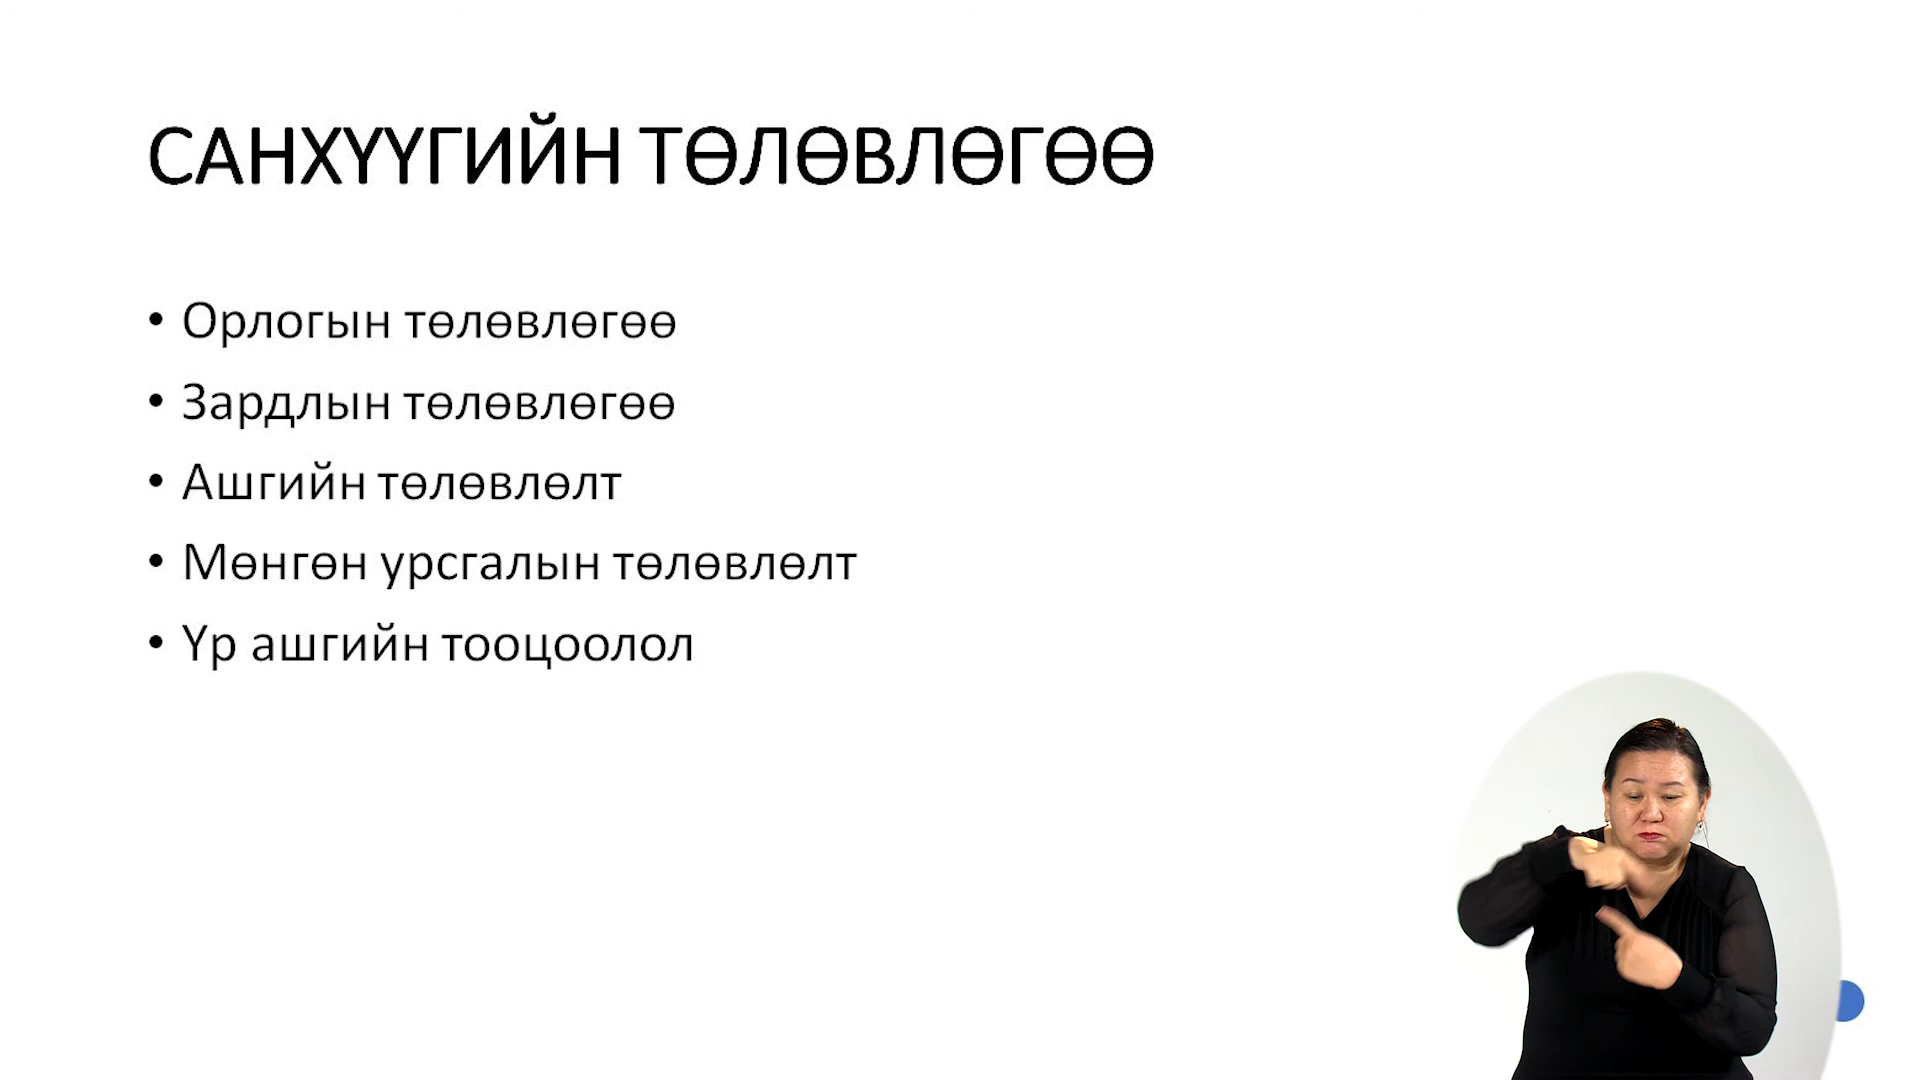 САНХҮҮГИЙН ТӨЛӨВЛӨГӨӨ
• Орлогын төлөвлөгөө
• Зардлын төлөвлөгөө
• Ашгийн төлөвлөлт
• Мөнгөн урсгалын төлөвлөлт
• Үр ашгийн тооцоолол